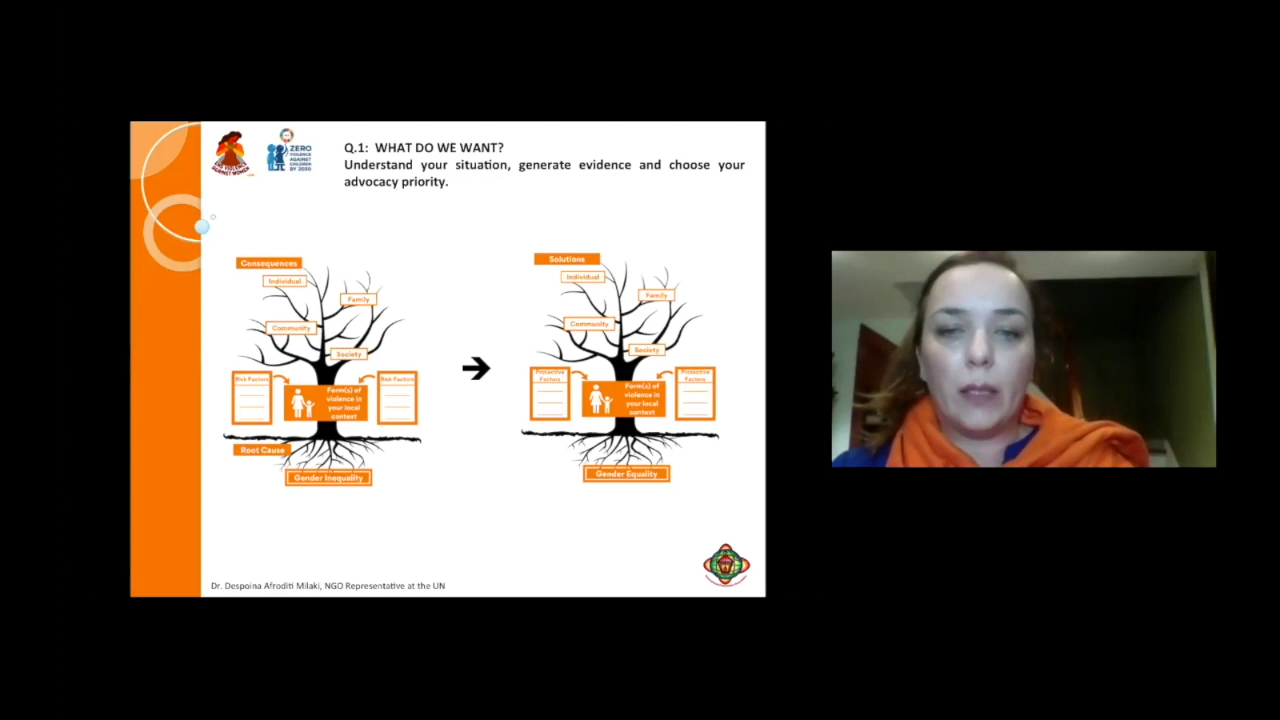 ZERO
VIOLENCE
AGAINST
CHILDREN
BY 2030
AGAINST WOMEN
Q.1: WHAT DO WE WANT?
Understand your situation, generate evidence and choose your
advocacy priority.
Consequences
Individual
Family
Community
Society
Risk Factors
Form(s) of
violence in
your local
context
Risk Factors
Root Cause
Gender Inequality
Solutions
Individual
Family
Community
Society
Protective
Factors
Form(s) of
violence in
your local
context
Protective
Factors
Gender Equality
Dr. Despoina Afroditi Milaki, NGO Representative at the UN